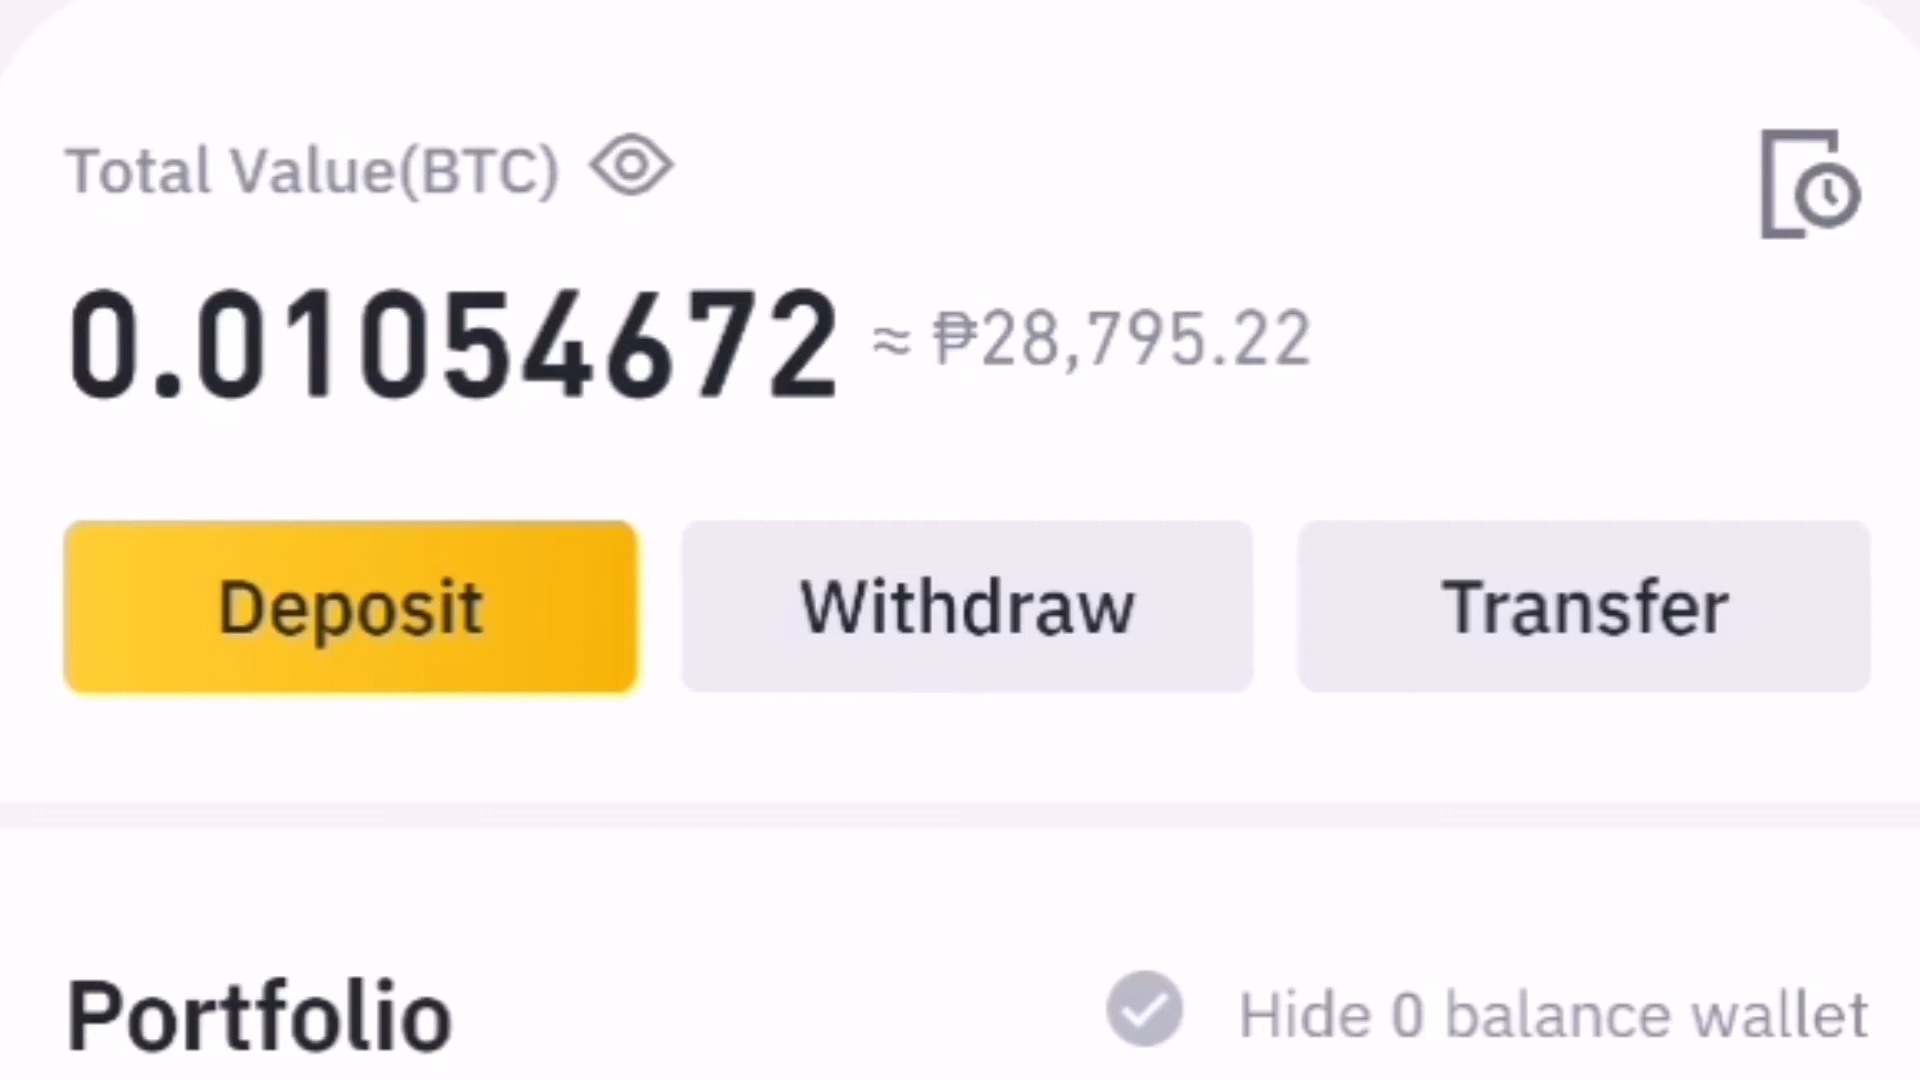 Total Value(BTC)
0.01054672 ≈ ₱28,795.22
Deposit Withdraw Transfer
Portfolio Hide 0 balance wallet